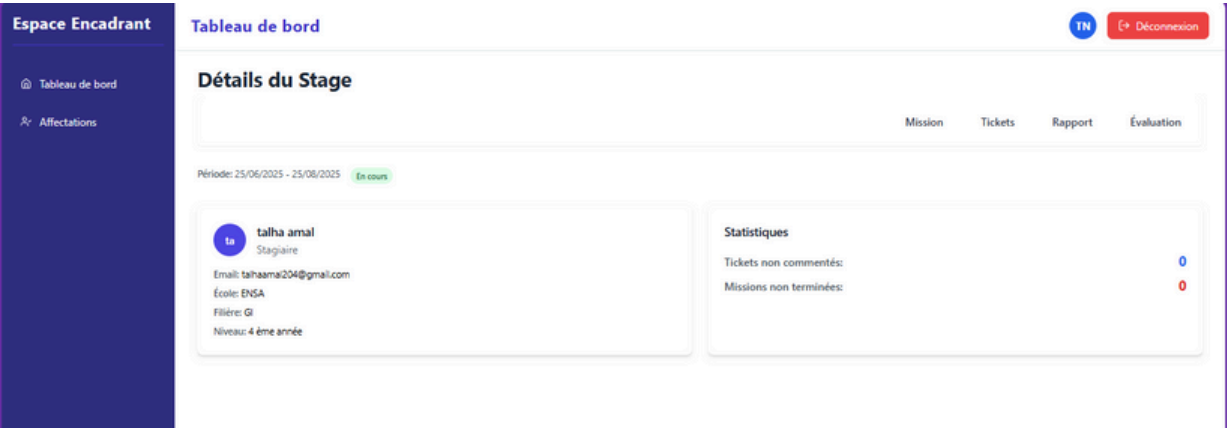 Espace Encadrant
Tableau de bord
Affectations
Tableau de bord
TN
Déconnexion
Détails du Stage
Mission Tickets Rapport Évaluation
Période: 25/06/2025 - 25/08/2025 En cours
ta
talha amal
Stagiaire
Email: talhaamal204@gmail.com
École: ENSA
Filière: GI
Niveau: 4 éme année
Statistiques
Tickets non commentés: 0
Missions non terminées: 0